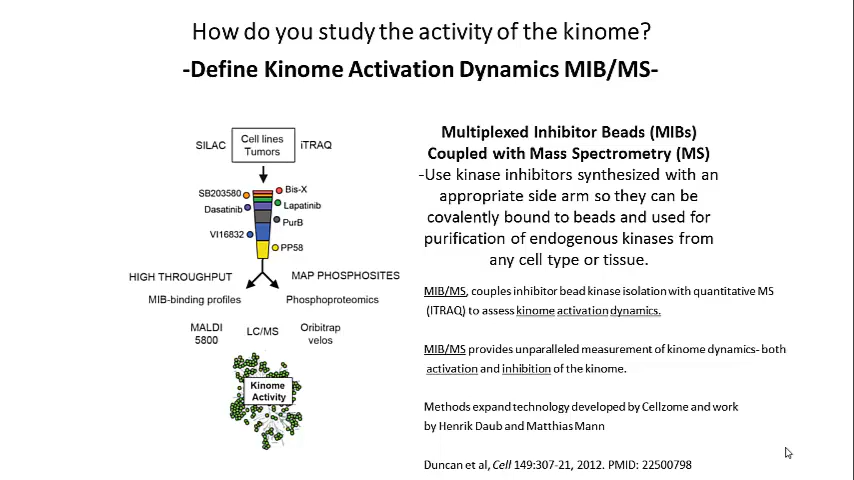 How do you study the activity of the kinome?
-Define Kinome Activation Dynamics MIB/MS-
SILAC
Cell lines
Tumors
iTRAQ
SB203580
Bis-X
Dasatinib
Lapatinib
PurB
VI16832
PP58
HIGH THROUGHPUT
MAP PHOSPHOSITES
MIB-binding profiles
Phosphoproteomics
MALDI
5800
LC/MS
Oribitrap
velos
Kinome
Activity
Multiplexed Inhibitor Beads (MIBs)
Coupled with Mass Spectrometry (MS)
-Use kinase inhibitors synthesized with an
appropriate side arm so they can be
covalently bound to beads and used for
purification of endogenous kinases from
any cell type or tissue.
MIB/MS, couples inhibitor bead kinase isolation with quantitative MS
(ITRAQ) to assess kinome activation dynamics.
MIB/MS provides unparalleled measurement of kinome dynamics- both
activation and inhibition of the kinome.
Methods expand technology developed by Cellzome and work
by Henrik Daub and Matthias Mann
Duncan et al, Cell 149:307-21, 2012. PMID: 22500798